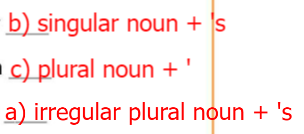 b) singular noun + 's
c) plural noun + '
a) irregular plural noun + 's